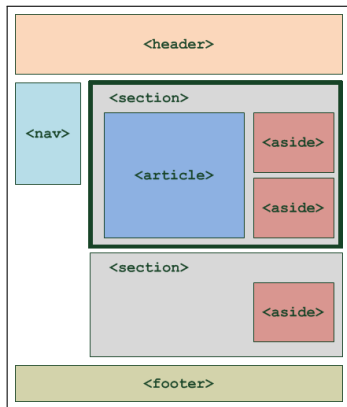 <header>
<section>
<nav>
<article>
<aside>
<aside>
<section>
<aside>
<footer>